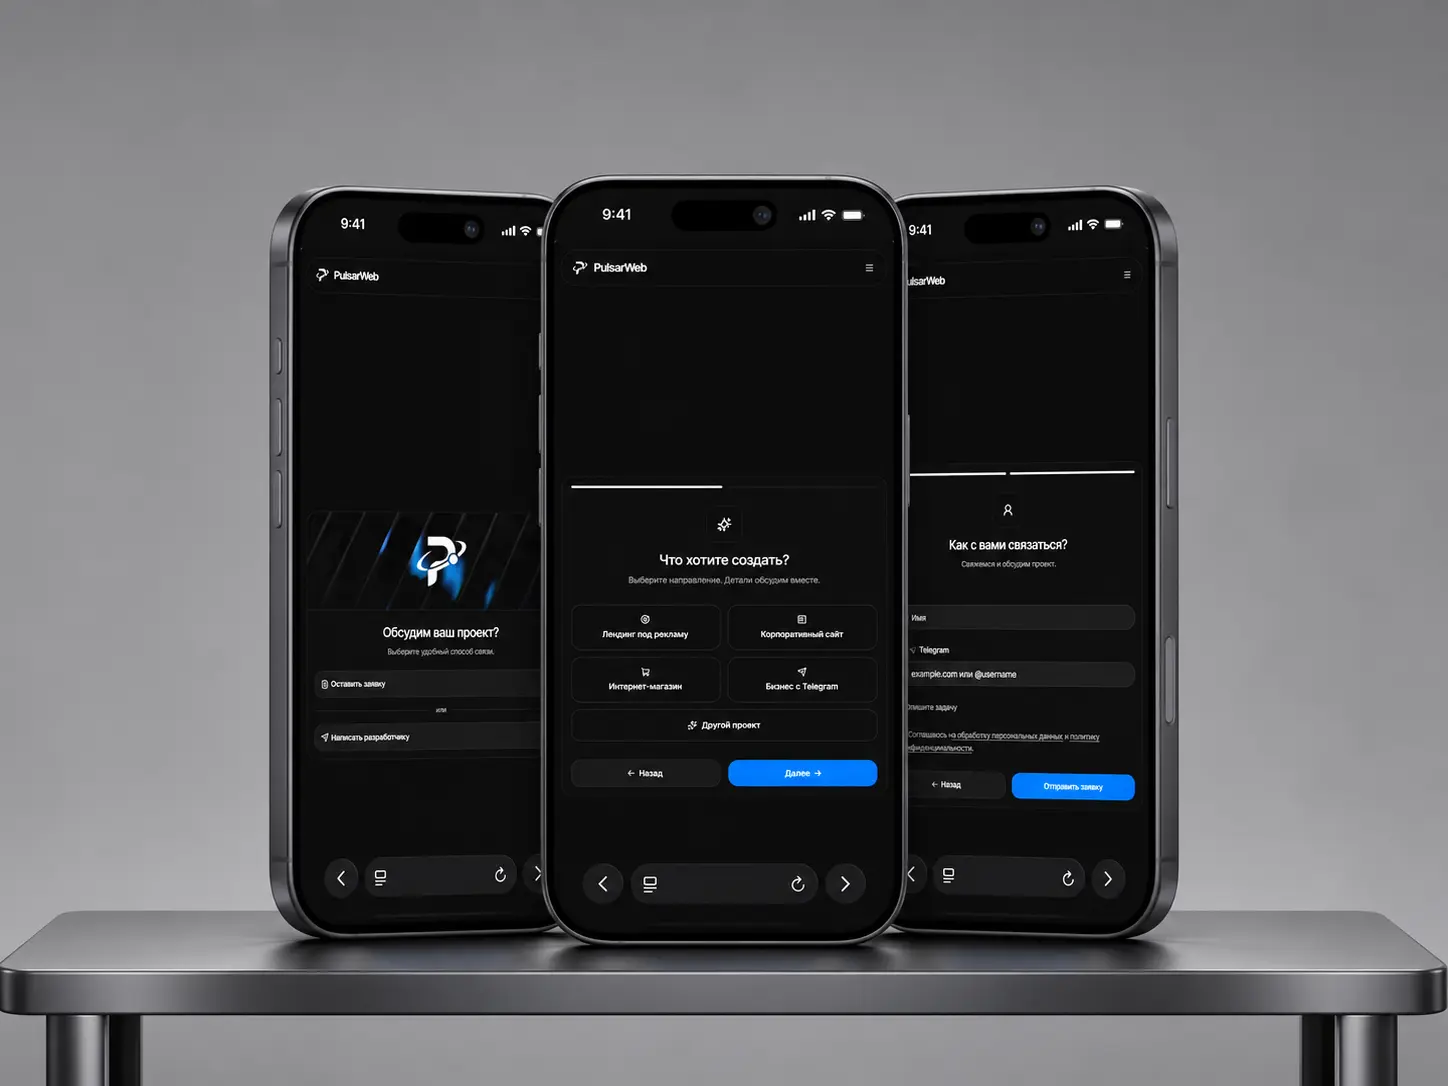 9:41
PulsarWeb
Обсудим ваш проект?
Выберите удобный способ связи.
Оставить заявку
или
Написать разработчику
9:41
PulsarWeb
Что хотите создать?
Выберите направление. Детали обсудим вместе.
Лендинг под рекламу
Корпоративный сайт
Интернет-магазин
Бизнес с Telegram
Другой проект
← Назад
Далее →
9:41
ulsarWeb
Как с вами связаться?
Свяжемся и обсудим проект.
Имя
Telegram
example.com или @username
пишите задачу
Соглашаюсь на обработку персональных данных и политику
нфиденциальности.
← Назад
Отправить заявку